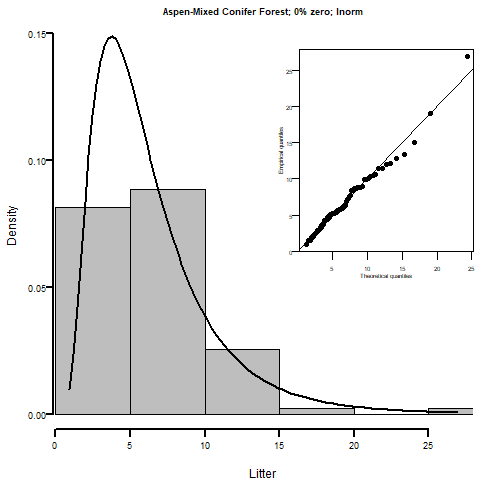 Aspen-Mixed Conifer Forest; 0% zero; lnorm
0.15
0.10
0.05
0.00
Density
0 5 10 15 20 25
Litter
25
20
15
10
5
0
Empirical quantiles
5 10 15 20 25
Theoretical quantiles